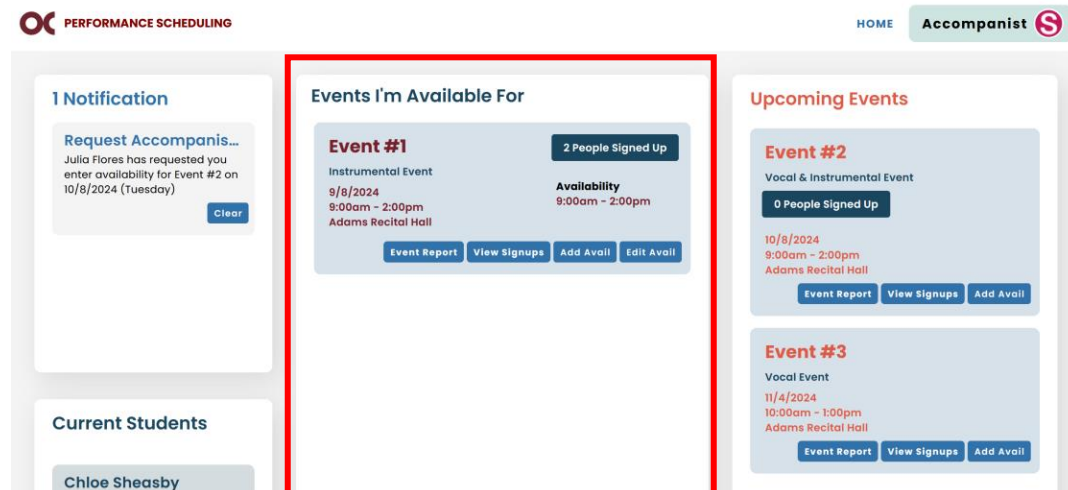 OC PERFORMANCE SCHEDULING
HOME
Accompanist S
1 Notification
Request Accompanis...
Julia Flores has requested you
enter availability for Event #2 on
10/8/2024 (Tuesday)
Clear
Current Students
Chloe Sheasby
Events I'm Available For
Event #1
2 People Signed Up
Instrumental Event
9/8/2024
9:00am - 2:00pm
Adams Recital Hall
Availability
9:00am - 2:00pm
Event Report View Signups Add Avail Edit Avail
Upcoming Events
Event #2
Vocal & Instrumental Event
0 People Signed Up
10/8/2024
9:00am - 2:00pm
Adams Recital Hall
Event Report View Signups Add Avail
Event #3
Vocal Event
11/4/2024
10:00am - 1:00pm
Adams Recital Hall
Event Report View Signups Add Avail